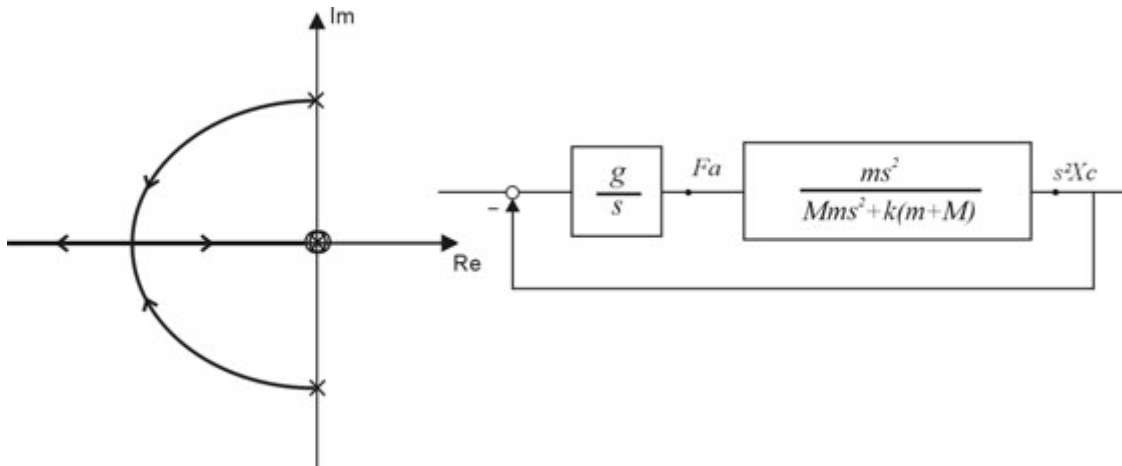 Im
Re
g
s
Fa
ms²
Mms²+k(m+M)
s²Xc
−